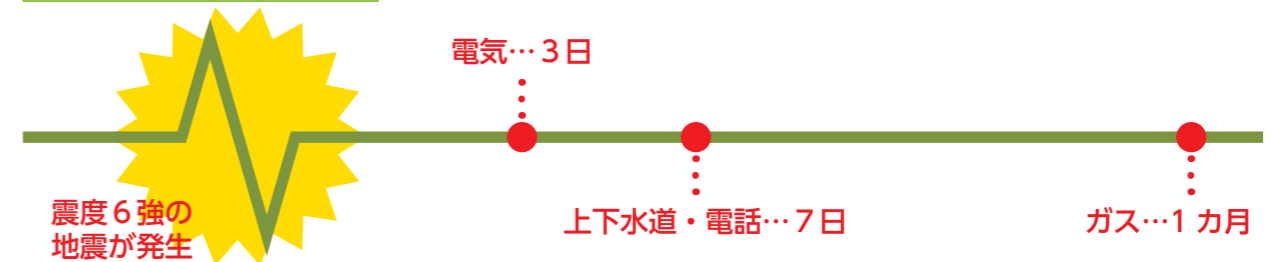 電気…３日
震度６強の
地震が発生
上下水道・電話…７日
ガス…1 カ月